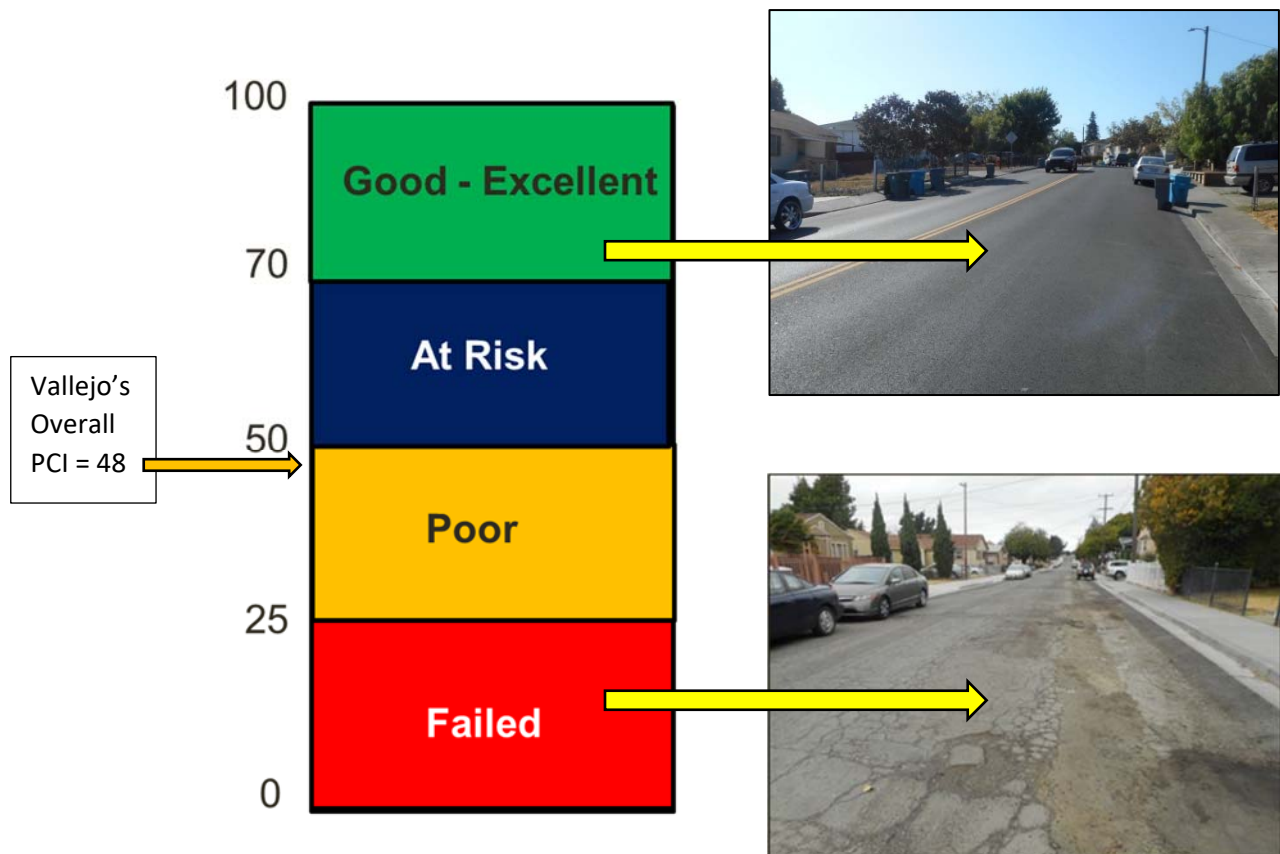 100
Good - Excellent
70
At Risk
Vallejo’s
Overall
PCI = 48
50
Poor
25
Failed
0